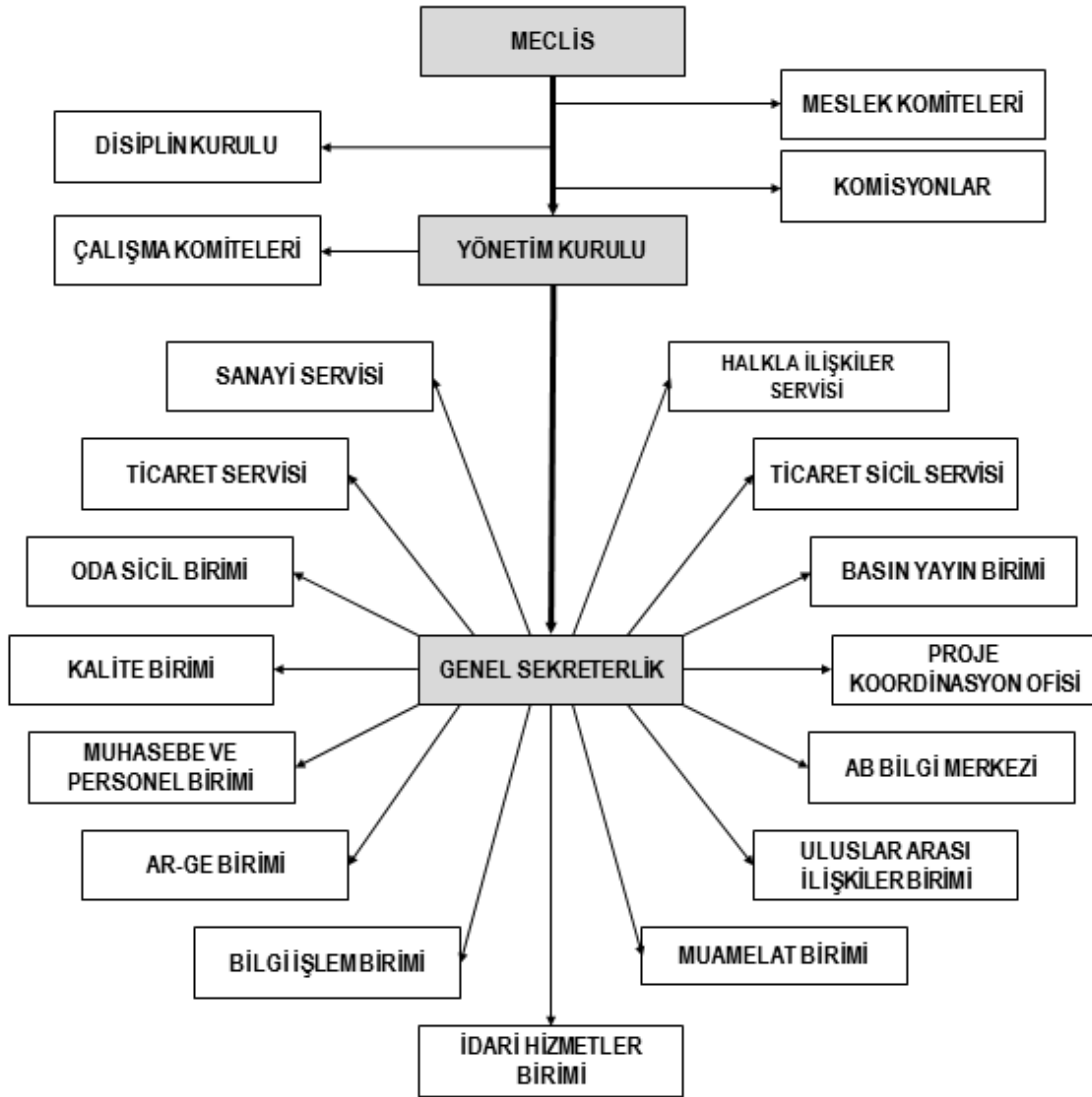 MECLİS
MESLEK KOMİTELERİ
DİSİPLİN KURULU
KOMİSYONLAR
ÇALIŞMA KOMİTELERİ
YÖNETİM KURULU
SANAYİ SERVİSİ
HALKLA İLİŞKİLER
SERVİSİ
TİCARET SERVİSİ
TİCARET SİCİL SERVİSİ
ODA SİCİL BİRİMİ
BASIN YAYIN BİRİMİ
KALİTE BİRİMİ
GENEL SEKRETERLİK
PROJE
KOORDİNASYON OFİSİ
MUHASEBE VE
PERSONEL BİRİMİ
AB BİLGİ MERKEZİ
AR-GE BİRİMİ
ULUSLAR ARASI
İLİŞKİLER BİRİMİ
BİLGİ İŞLEM BİRİMİ
MUAMELAT BİRİMİ
İDARİ HİZMETLER
BİRİMİ